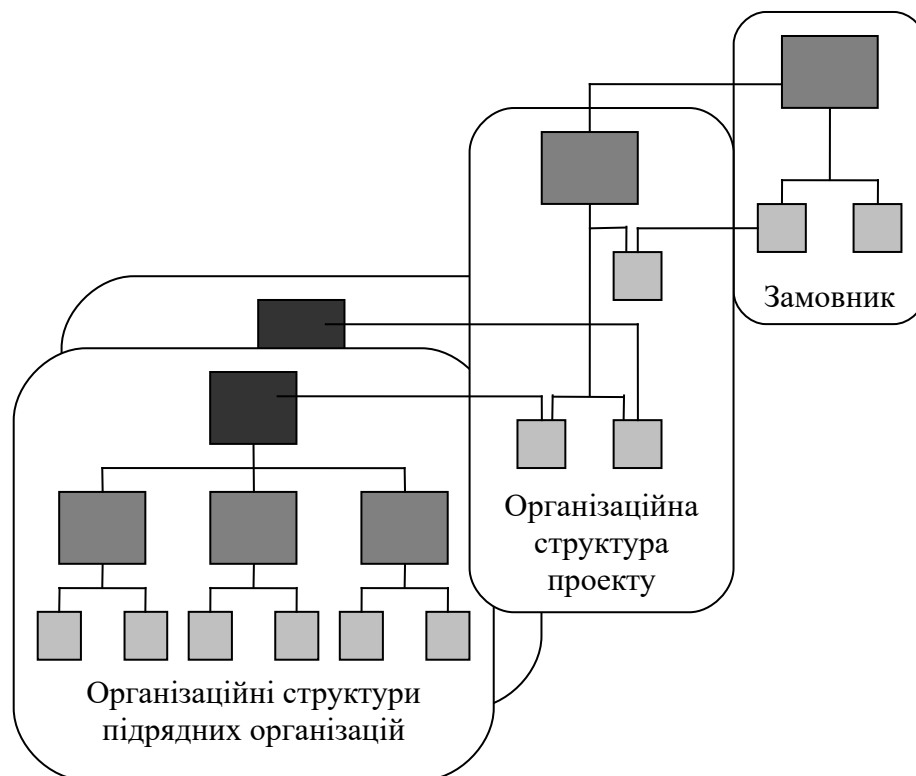 Замовник
Організаційна
структура
проекту
Організаційні структури
підрядних організацій